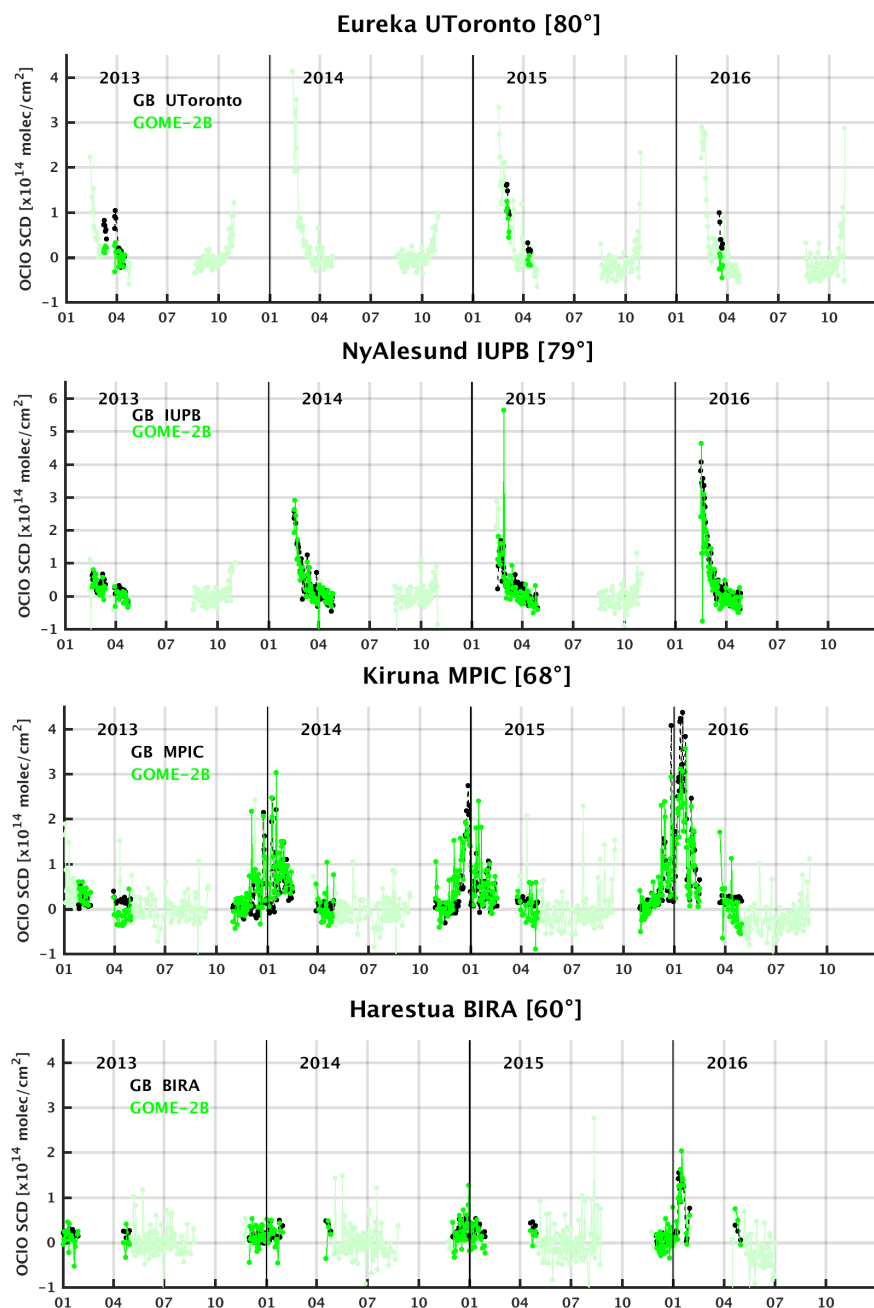 Eureka UToronto [80°]
OClO SCD [x10^14 molec/cm^2]
4
3
2
1
0
−1
2013
2014
2015
2016
GB UToronto
GOME−2B
01 04 07 10 01 04 07 10 01 04 07 10 01 04 07 10
NyAlesund IUPB [79°]
OClO SCD [x10^14 molec/cm^2]
6
5
4
3
2
1
0
−1
2013
2014
2015
2016
GB IUPB
GOME−2B
01 04 07 10 01 04 07 10 01 04 07 10 01 04 07 10
Kiruna MPIC [68°]
OClO SCD [x10^14 molec/cm^2]
4
3
2
1
0
−1
2013
2014
2015
2016
GB MPIC
GOME−2B
01 04 07 10 01 04 07 10 01 04 07 10 01 04 07 10
Harestua BIRA [60°]
OClO SCD [x10^14 molec/cm^2]
4
3
2
1
0
−1
2013
2014
2015
2016
GB BIRA
GOME−2B
01 04 07 10 01 04 07 10 01 04 07 10 01 04 07 10